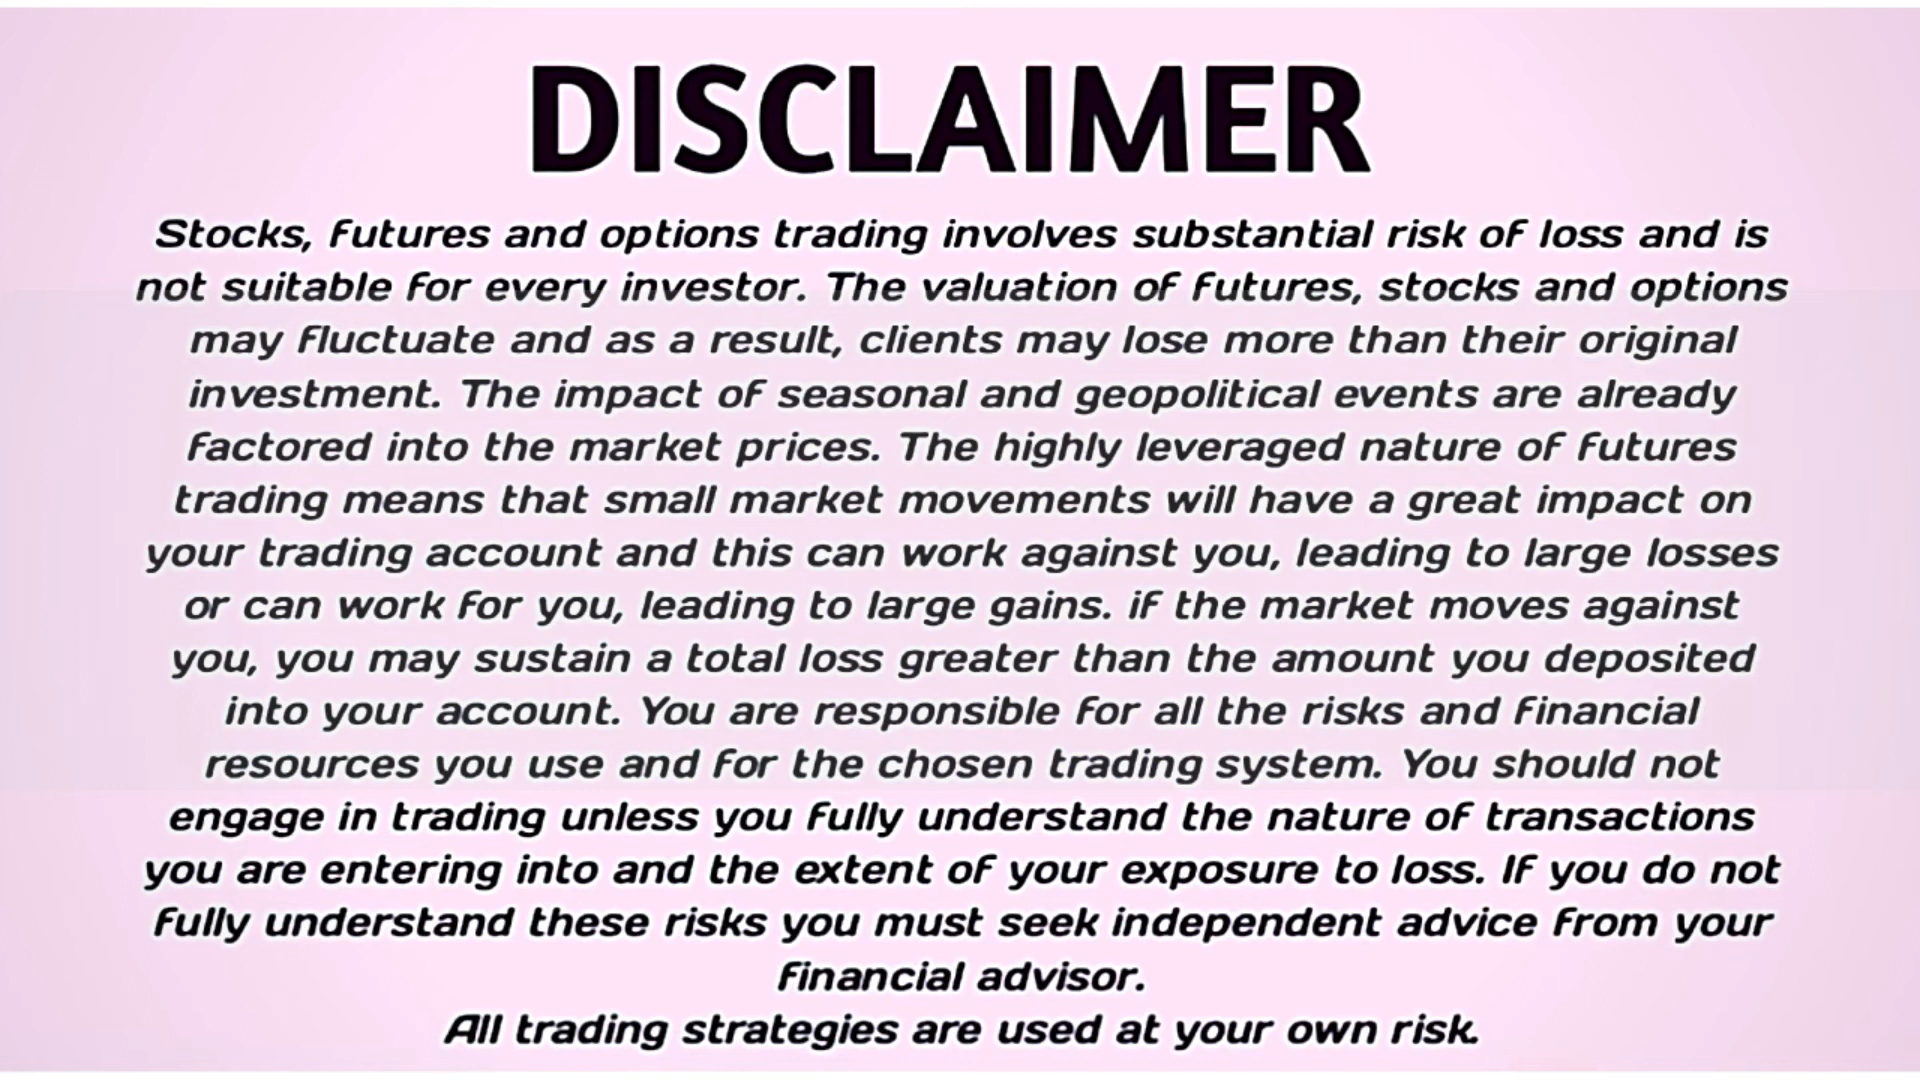 DISCLAIMER
Stocks, futures and options trading involves substantial risk of loss and is
not suitable for every investor. The valuation of futures, stocks and options
may fluctuate and as a result, clients may lose more than their original
investment. The impact of seasonal and geopolitical events are already
factored into the market prices. The highly leveraged nature of futures
trading means that small market movements will have a great impact on
your trading account and this can work against you, leading to large losses
or can work for you, leading to large gains. if the market moves against
you, you may sustain a total loss greater than the amount you deposited
into your account. You are responsible for all the risks and financial
resources you use and for the chosen trading system. You should not
engage in trading unless you fully understand the nature of transactions
you are entering into and the extent of your exposure to loss. If you do not
fully understand these risks you must seek independent advice from your
financial advisor.
All trading strategies are used at your own risk.